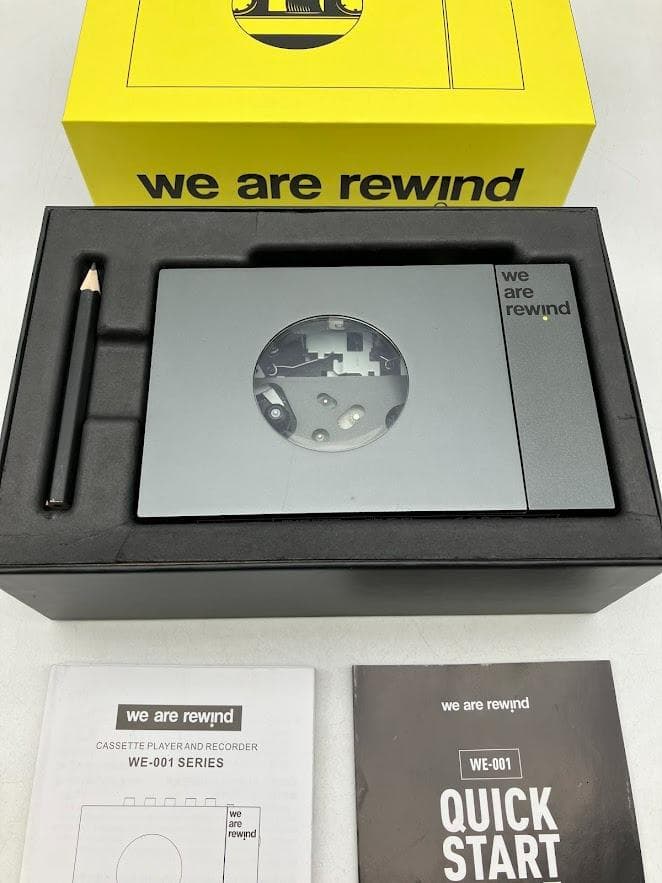 we are rewind
we
are
rewind
we are rewind
CASSETTE PLAYER AND RECORDER
WE-001 SERIES
we
are
rewind
we are rewind
WE-001
QUICK
START